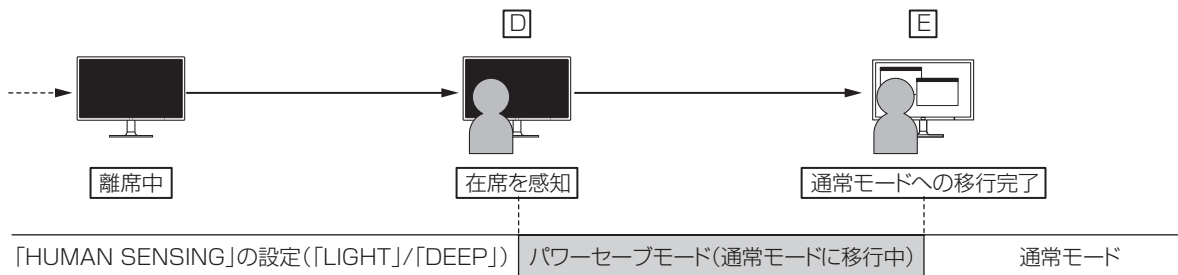 D
E
離席中
在席を感知
通常モードへの移行完了
「HUMAN SENSING」の設定(「LIGHT」/「DEEP」)
パワーセーブモード(通常モードに移行中)
通常モード